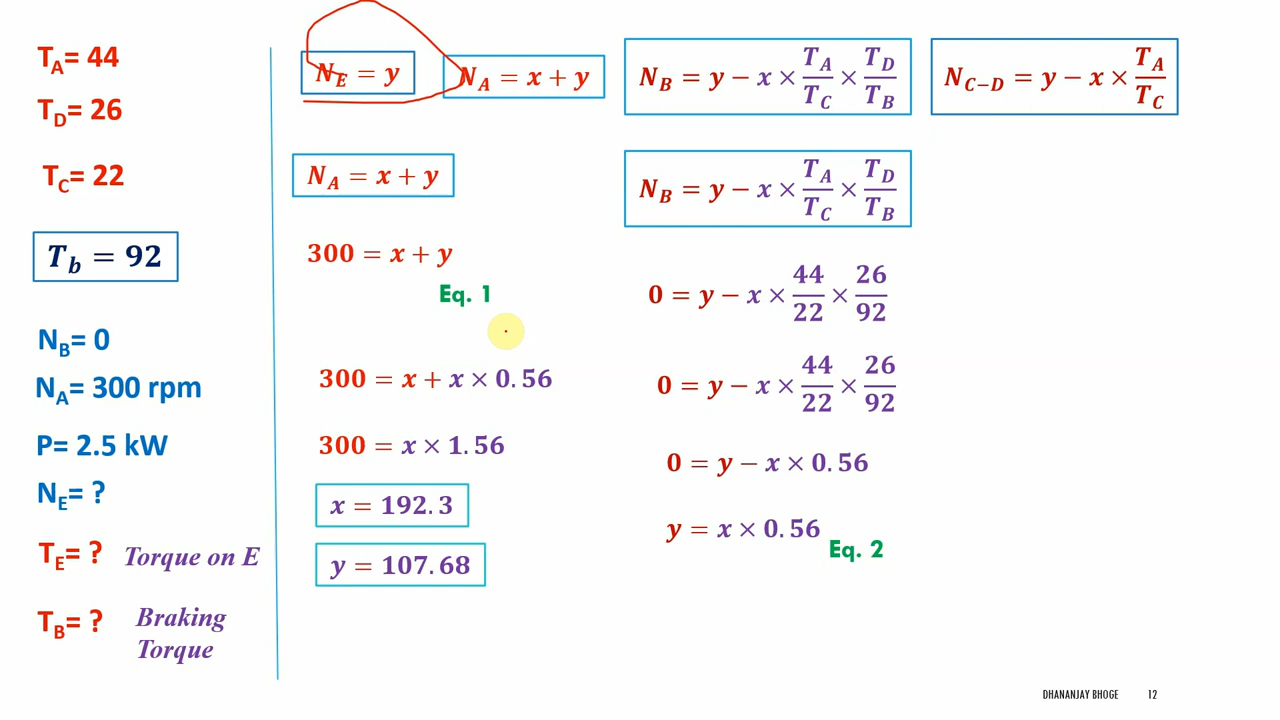 T_A= 44
T_D= 26
T_C= 22
T_b = 92
N_B= 0
N_A= 300 rpm
P= 2.5 kW
N_E= ?
T_E= ? Torque on E
T_B= ? Braking
Torque
N_E = y
N_A = x + y
N_B = y − x × T_A/T_C × T_D/T_B
N_{C−D} = y − x × T_A/T_C
N_A = x + y
300 = x + y
Eq. 1
300 = x + x × 0.56
300 = x × 1.56
x = 192.3
y = 107.68
N_B = y − x × T_A/T_C × T_D/T_B
0 = y − x × 44/22 × 26/92
0 = y − x × 44/22 × 26/92
0 = y − x × 0.56
y = x × 0.56
Eq. 2
DHANANJAY BHOGE 12